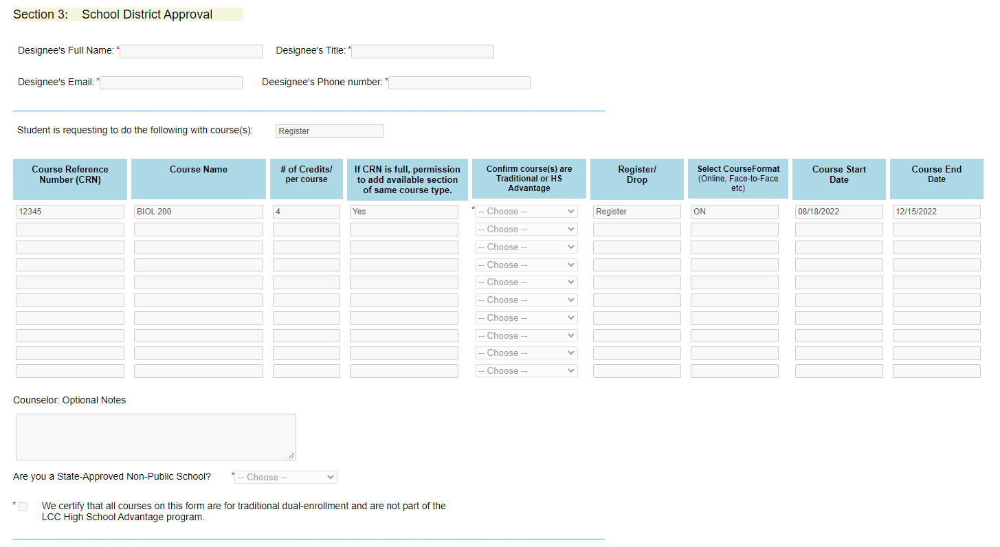 Section 3: School District Approval
Designee's Full Name: * Designee's Title: *
Designee's Email: * Deesignee's Phone number: *
Student is requesting to do the following with course(s): Register
Course Reference Number (CRN) Course Name # of Credits/ per course If CRN is full, permission to add available section of same course type. Confirm course(s) are Traditional or HS Advantage Register/ Drop Select CourseFormat (Online, Face-to-Face etc) Course Start Date Course End Date
12345 BIOL 200 4 Yes * -- Choose -- Register ON 08/18/2022 12/15/2022
-- Choose --
-- Choose --
-- Choose --
-- Choose --
-- Choose --
-- Choose --
-- Choose --
-- Choose --
-- Choose --
Counselor: Optional Notes
Are you a State-Approved Non-Public School? * -- Choose --
* We certify that all courses on this form are for traditional dual-enrollment and are not part of the
LCC High School Advantage program.